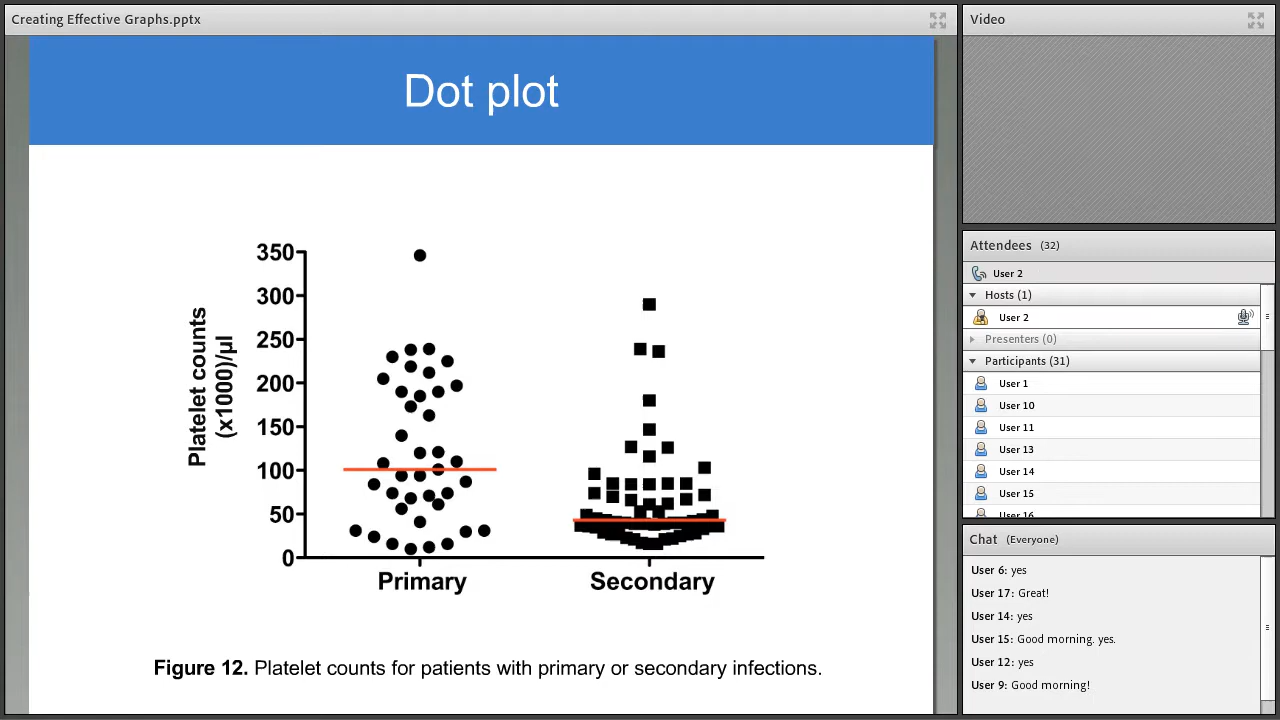 Creating Effective Graphs.pptx
Dot plot
350
300
250
200
150
100
50
0
Platelet counts
(x1000)/µl
Primary
Secondary
Figure 12. Platelet counts for patients with primary or secondary infections.
Video
Attendees (32)
User 2
Hosts (1)
User 2
Presenters (0)
Participants (31)
User 1
User 10
User 11
User 13
User 14
User 15
User 16
Chat (Everyone)
User 6: yes
User 17: Great!
User 14: yes
User 15: Good morning. yes.
User 12: yes
User 9: Good morning!